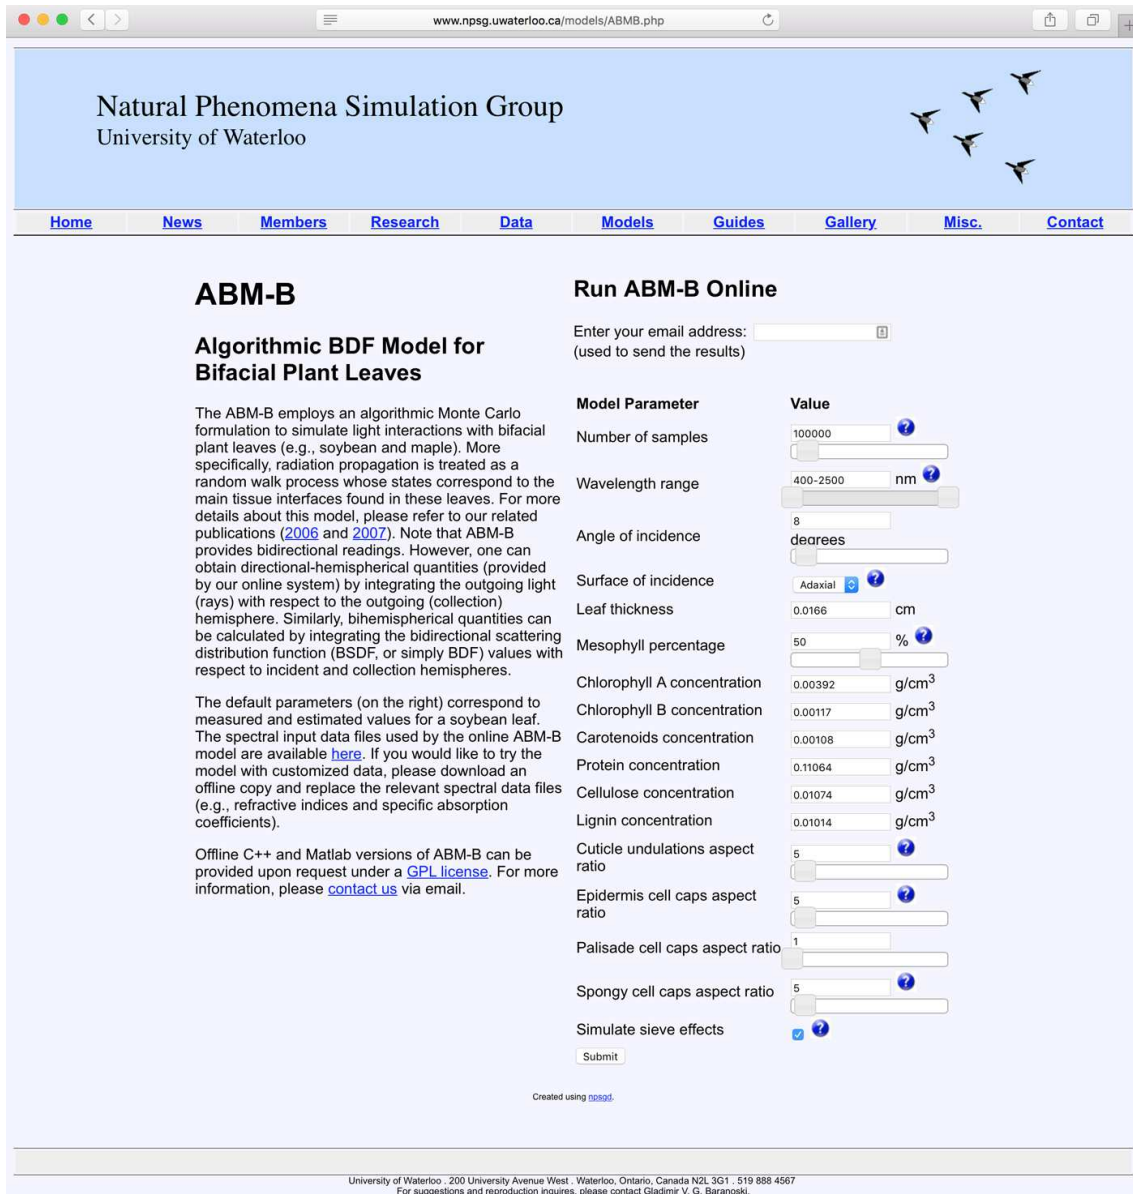 www.npsg.uwaterloo.ca/models/ABMB.php
Natural Phenomena Simulation Group
University of Waterloo
Home News Members Research Data Models Guides Gallery Misc. Contact
ABM-B
Algorithmic BDF Model for
Bifacial Plant Leaves
The ABM-B employs an algorithmic Monte Carlo
formulation to simulate light interactions with bifacial
plant leaves (e.g., soybean and maple). More
specifically, radiation propagation is treated as a
random walk process whose states correspond to the
main tissue interfaces found in these leaves. For more
details about this model, please refer to our related
publications (2006 and 2007). Note that ABM-B
provides bidirectional readings. However, one can
obtain directional-hemispherical quantities (provided
by our online system) by integrating the outgoing light
(rays) with respect to the outgoing (collection)
hemisphere. Similarly, bihemispherical quantities can
be calculated by integrating the bidirectional scattering
distribution function (BSDF, or simply BDF) values with
respect to incident and collection hemispheres.
The default parameters (on the right) correspond to
measured and estimated values for a soybean leaf.
The spectral input data files used by the online ABM-B
model are available here. If you would like to try the
model with customized data, please download an
offline copy and replace the relevant spectral data files
(e.g., refractive indices and specific absorption
coefficients).
Offline C++ and Matlab versions of ABM-B can be
provided upon request under a GPL license. For more
information, please contact us via email.
Run ABM-B Online
Enter your email address:
(used to send the results)
Model Parameter Value
Number of samples 100000 ?
Wavelength range 400-2500 nm ?
Angle of incidence 8
degrees
Surface of incidence Adaxial ?
Leaf thickness 0.0166 cm
Mesophyll percentage 50 % ?
Chlorophyll A concentration 0.00392 g/cm³
Chlorophyll B concentration 0.00117 g/cm³
Carotenoids concentration 0.00108 g/cm³
Protein concentration 0.11064 g/cm³
Cellulose concentration 0.01074 g/cm³
Lignin concentration 0.01014 g/cm³
Cuticle undulations aspect
ratio 5 ?
Epidermis cell caps aspect
ratio 5 ?
Palisade cell caps aspect ratio 1
Spongy cell caps aspect ratio 5 ?
Simulate sieve effects ?
Submit
Created using npsgd.
University of Waterloo . 200 University Avenue West . Waterloo, Ontario, Canada N2L 3G1 . 519 888 4567
For suggestions and reproduction inquires, please contact Gladimir V. G. Baranoski.